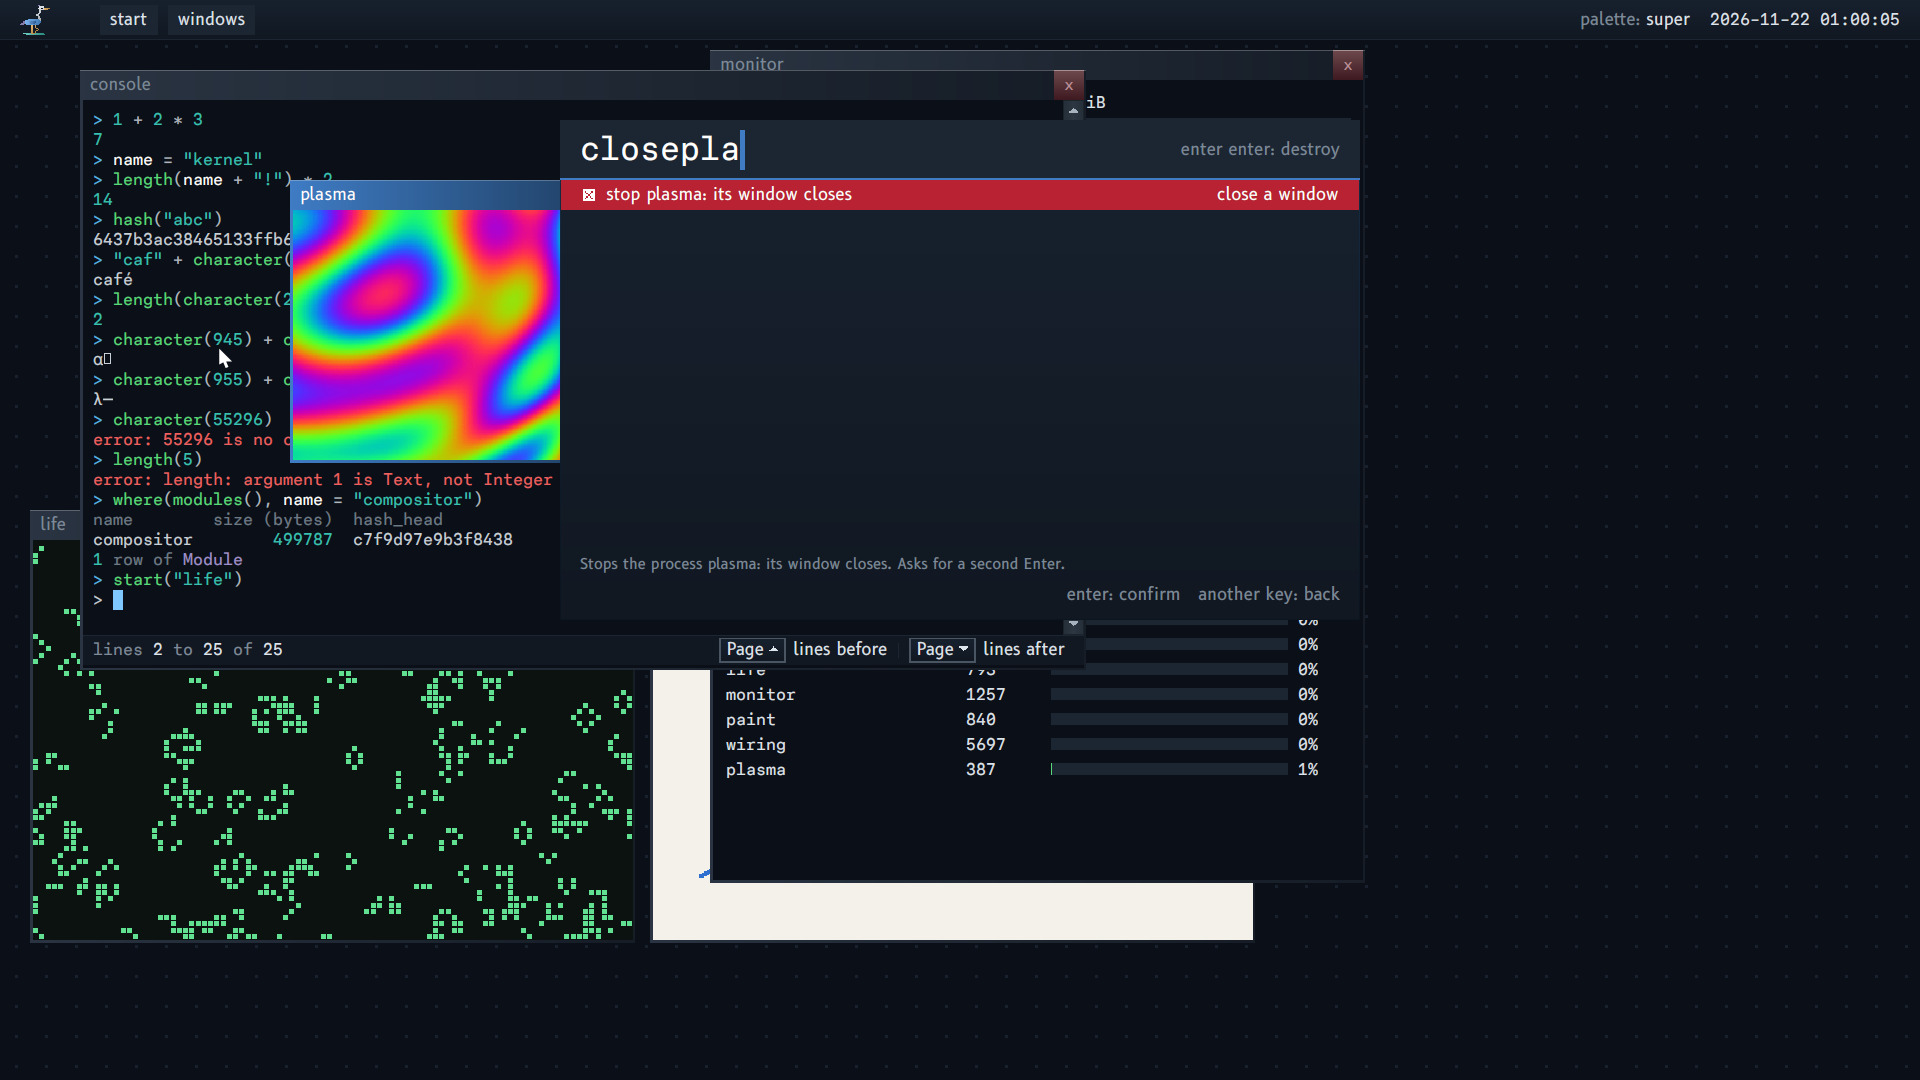 start windows palette: super 2026-11-22 01:00:05
monitor x
console x
iB
> 1 + 2 * 3
7
> name = "kernel"
> length(name + "!") * 2
14
> hash("abc")
6437b3ac38465133ffb6
> "caf" + character(
café
> length(character(2
2
> character(945) + c
α
> character(955) + c
λ—
> character(55296)
error: 55296 is no c
> length(5)
error: length: argument 1 is Text, not Integer
> where(modules(), name = "compositor")
name size (bytes) hash_head
compositor 499787 c7f9d97e9b3f8438
1 row of Module
> start("life")
>
lines 2 to 25 of 25 Page lines before Page lines after
plasma
closepla enter enter: destroy
stop plasma: its window closes close a window
Stops the process plasma: its window closes. Asks for a second Enter.
enter: confirm another key: back
life
0%
0%
life 793 0%
monitor 1257 0%
paint 840 0%
wiring 5697 0%
plasma 387 1%